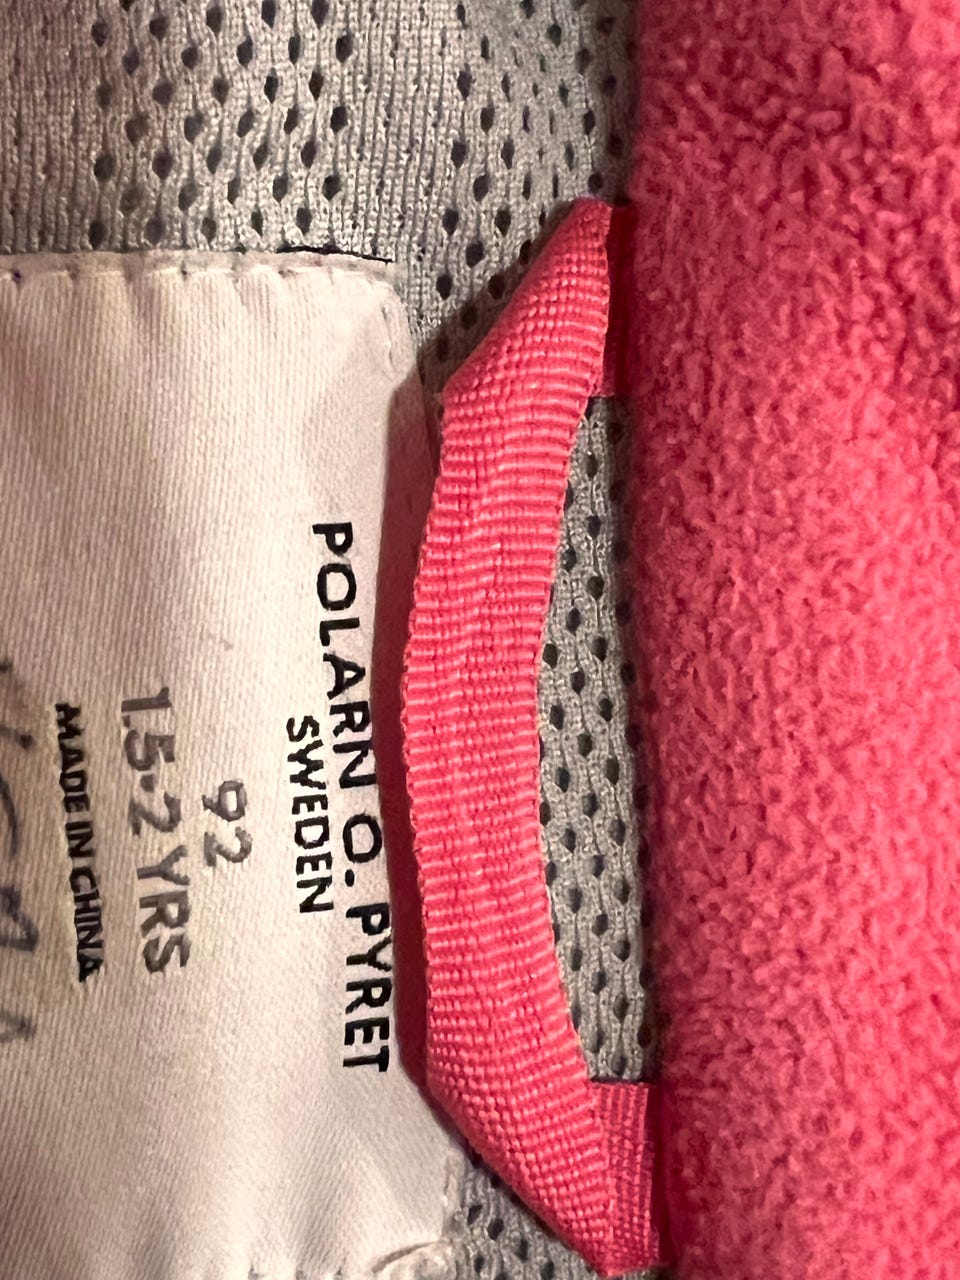 POLARN O. PYRET
SWEDEN
92
1.5-2 YRS
MADE IN CHINA